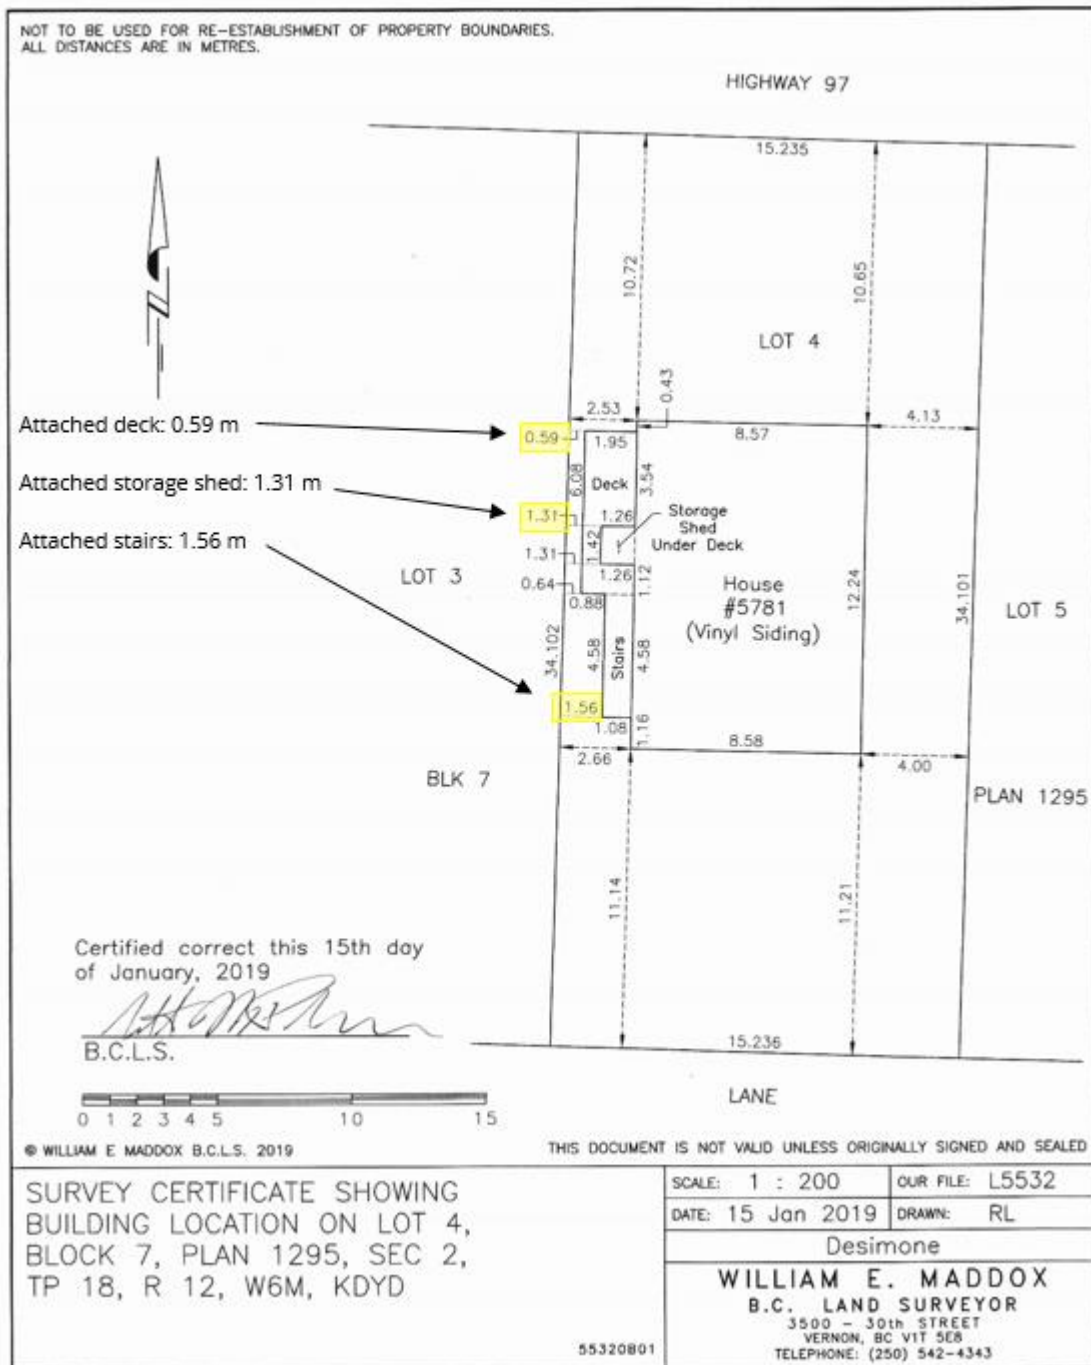 NOT TO BE USED FOR RE-ESTABLISHMENT OF PROPERTY BOUNDARIES.
ALL DISTANCES ARE IN METRES.
HIGHWAY 97
15.235
10.72
10.65
LOT 4
N
0.43
2.53
4.13
Attached deck: 0.59 m
0.59
1.95
8.57
6.08
Deck
3.54
Attached storage shed: 1.31 m
1.31
1.26
Storage
Shed
Under Deck
1.42
Attached stairs: 1.56 m
1.31
1.26
LOT 3
0.64
0.88
1.12
House
#5781
(Vinyl Siding)
12.24
34.101
LOT 5
34.102
4.58
Stairs
4.58
1.56
1.08
1.16
8.58
2.66
4.00
BLK 7
PLAN 1295
11.14
11.21
Certified correct this 15th day
of January, 2019
B.C.L.S.
15.236
0 1 2 3 4 5 10 15
LANE
© WILLIAM E MADDOX B.C.L.S. 2019
THIS DOCUMENT IS NOT VALID UNLESS ORIGINALLY SIGNED AND SEALED
SURVEY CERTIFICATE SHOWING
BUILDING LOCATION ON LOT 4,
BLOCK 7, PLAN 1295, SEC 2,
TP 18, R 12, W6M, KDYD
55320801
SCALE: 1 : 200
OUR FILE: L5532
DATE: 15 Jan 2019
DRAWN: RL
Desimone
WILLIAM E. MADDOX
B.C. LAND SURVEYOR
3500 - 30th STREET
VERNON, BC V1T 5E8
TELEPHONE: (250) 542-4343